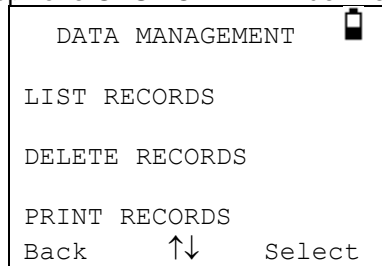 DATA MANAGEMENT
LIST RECORDS
DELETE RECORDS
PRINT RECORDS
Back ↑↓ Select